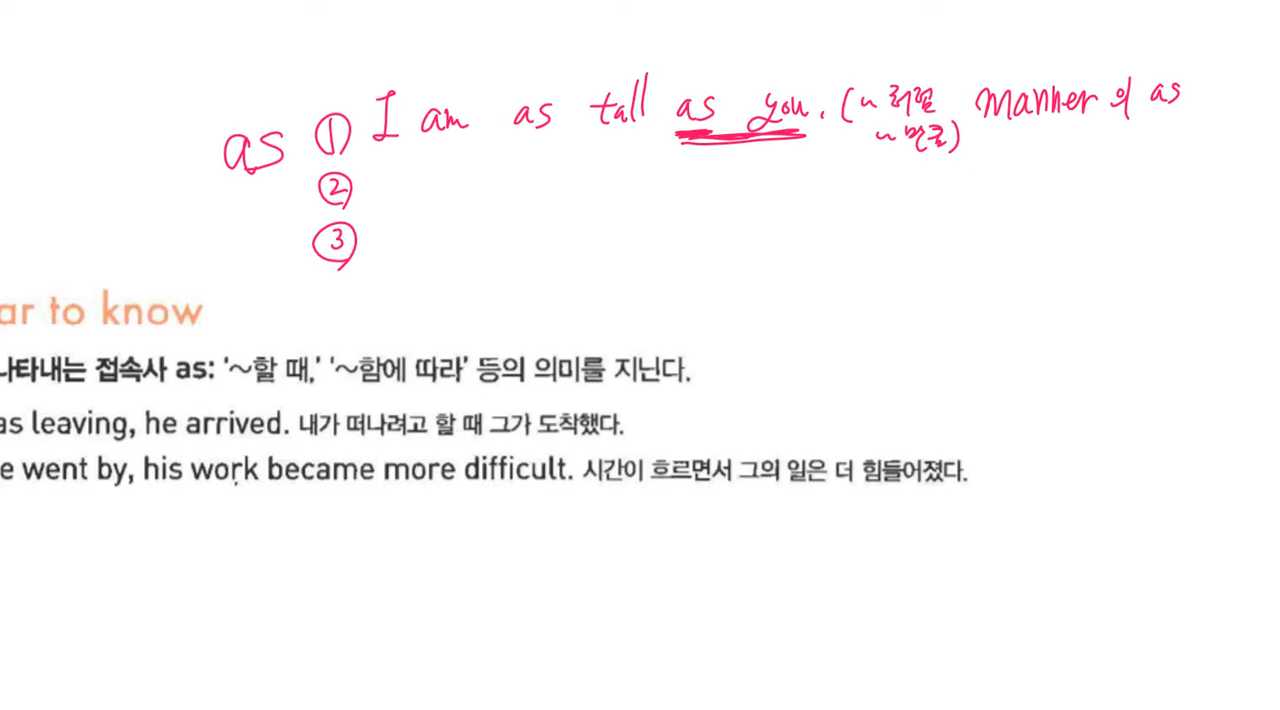 as ① I am as tall as you. (~처럼 manner의 as
~만큼)
②
③
ar to know
나타내는 접속사 as: '~할 때,' '~함에 따라' 등의 의미를 지닌다.
as leaving, he arrived. 내가 떠나려고 할 때 그가 도착했다.
e went by, his work became more difficult. 시간이 흐르면서 그의 일은 더 힘들어졌다.